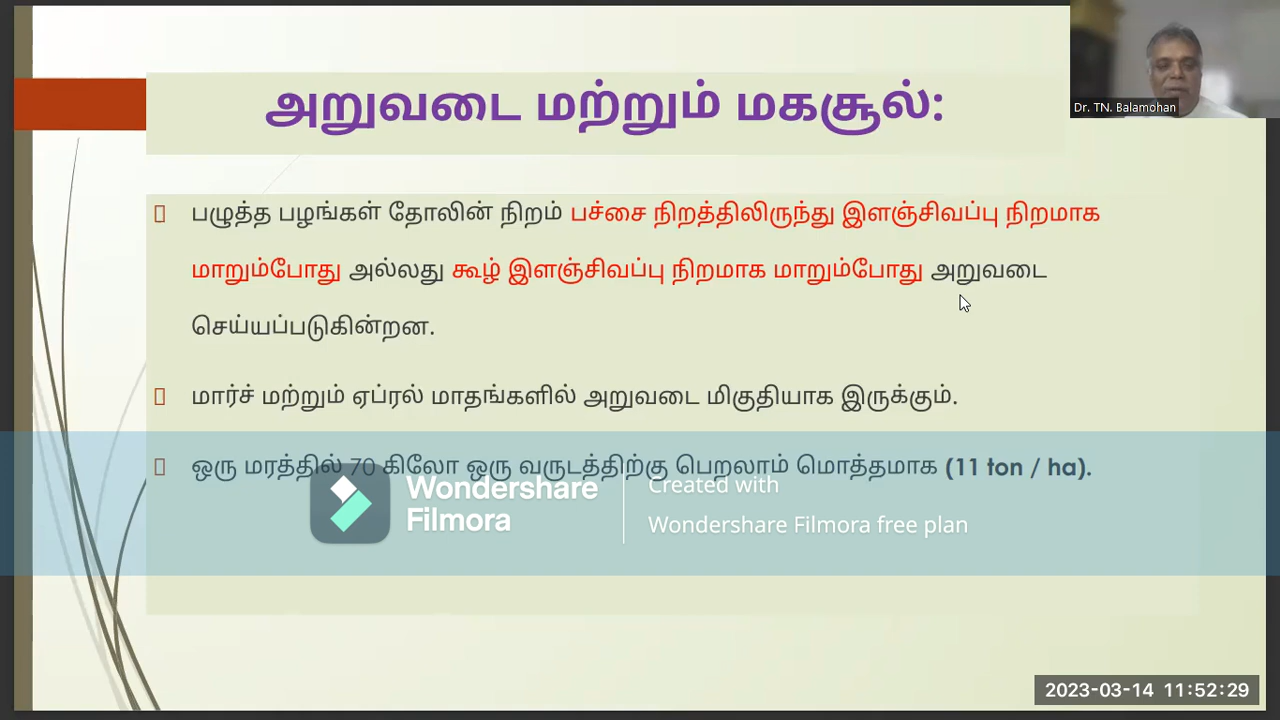 Dr. TN. Balamohan
அறுவடை மற்றும் மகசூல்:
பழுத்த பழங்கள் தோலின் நிறம் பச்சை நிறத்திலிருந்து இளஞ்சிவப்பு நிறமாக
மாறும்போது அல்லது கூழ் இளஞ்சிவப்பு நிறமாக மாறும்போது அறுவடை
செய்யப்படுகின்றன.
மார்ச் மற்றும் ஏப்ரல் மாதங்களில் அறுவடை மிகுதியாக இருக்கும்.
ஒரு மரத்தில் 70 கிலோ ஒரு வருடத்திற்கு பெறலாம் மொத்தமாக (11 ton / ha).
Wondershare
Filmora
Created with
Wondershare Filmora free plan
2023-03-14 11:52:29